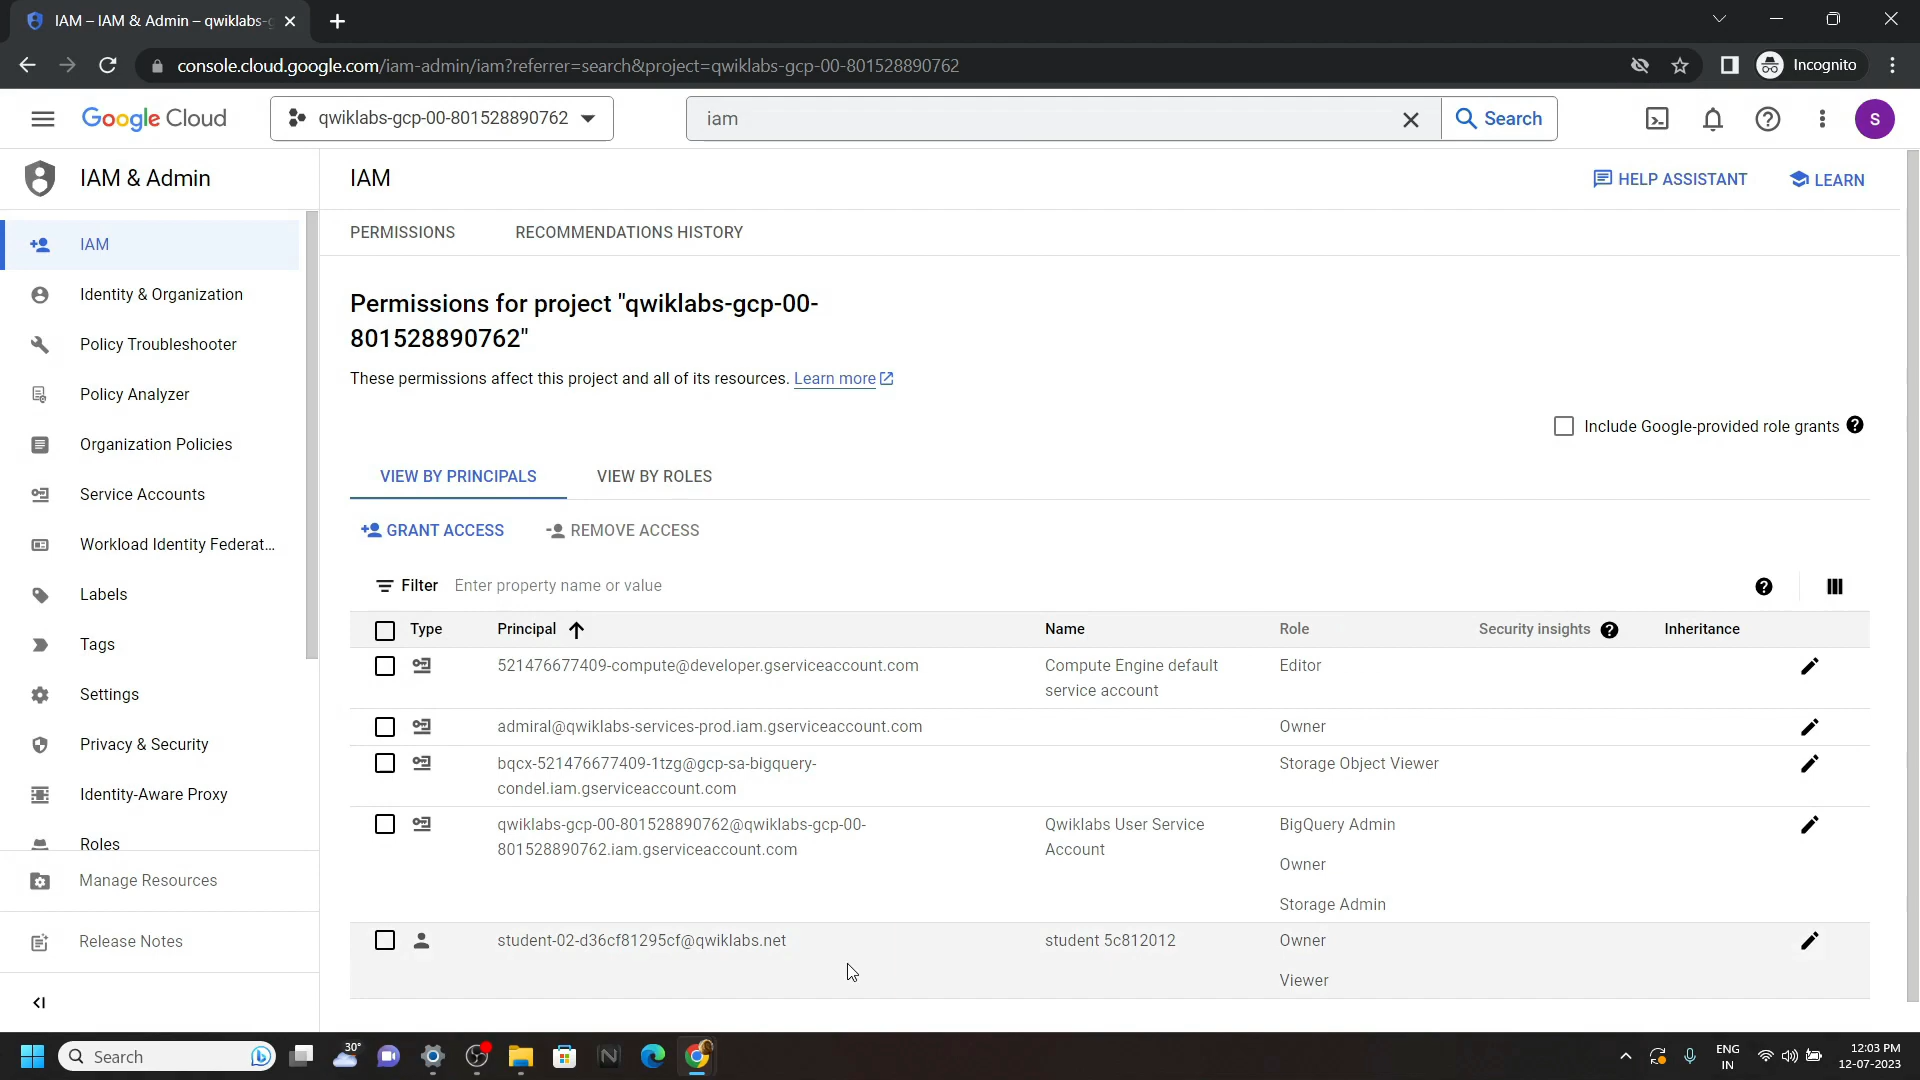 IAM – IAM & Admin – qwiklabs-g
console.cloud.google.com/iam-admin/iam?referrer=search&project=qwiklabs-gcp-00-801528890762
Incognito
Google Cloud
qwiklabs-gcp-00-801528890762
iam
Search
S
IAM & Admin
IAM
HELP ASSISTANT
LEARN
IAM
Identity & Organization
Policy Troubleshooter
Policy Analyzer
Organization Policies
Service Accounts
Workload Identity Federat...
Labels
Tags
Settings
Privacy & Security
Identity-Aware Proxy
Roles
Manage Resources
Release Notes
PERMISSIONS
RECOMMENDATIONS HISTORY
Permissions for project "qwiklabs-gcp-00-
801528890762"
These permissions affect this project and all of its resources. Learn more
Include Google-provided role grants
VIEW BY PRINCIPALS
VIEW BY ROLES
GRANT ACCESS
REMOVE ACCESS
Filter Enter property name or value
Type Principal Name Role Security insights Inheritance
521476677409-compute@developer.gserviceaccount.com
Compute Engine default
service account
Editor
admiral@qwiklabs-services-prod.iam.gserviceaccount.com
Owner
bqcx-521476677409-1tzg@gcp-sa-bigquery-
condel.iam.gserviceaccount.com
Storage Object Viewer
qwiklabs-gcp-00-801528890762@qwiklabs-gcp-00-
801528890762.iam.gserviceaccount.com
Qwiklabs User Service
Account
BigQuery Admin
Owner
Storage Admin
student-02-d36cf81295cf@qwiklabs.net
student 5c812012
Owner
Viewer
Search
30°
ENG
IN
12:03 PM
12-07-2023